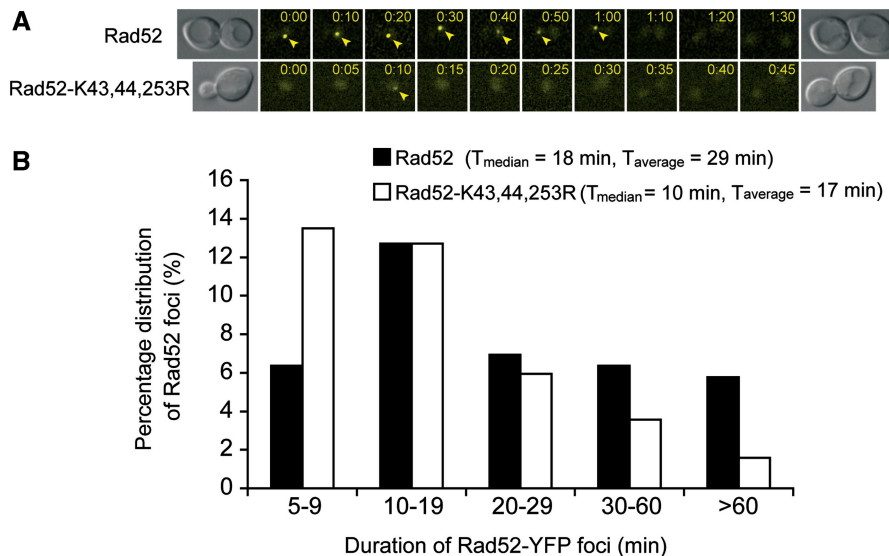 A
Rad52
0:00 0:10 0:20 0:30 0:40 0:50 1:00 1:10 1:20 1:30
Rad52-K43,44,253R
0:00 0:05 0:10 0:15 0:20 0:25 0:30 0:35 0:40 0:45
B
Rad52 (Tmedian = 18 min, Taverage = 29 min)
Rad52-K43,44,253R (Tmedian = 10 min, Taverage = 17 min)
Percentage distribution
of Rad52 foci (%)
16
14
12
10
8
6
4
2
0
5-9 10-19 20-29 30-60 >60
Duration of Rad52-YFP foci (min)